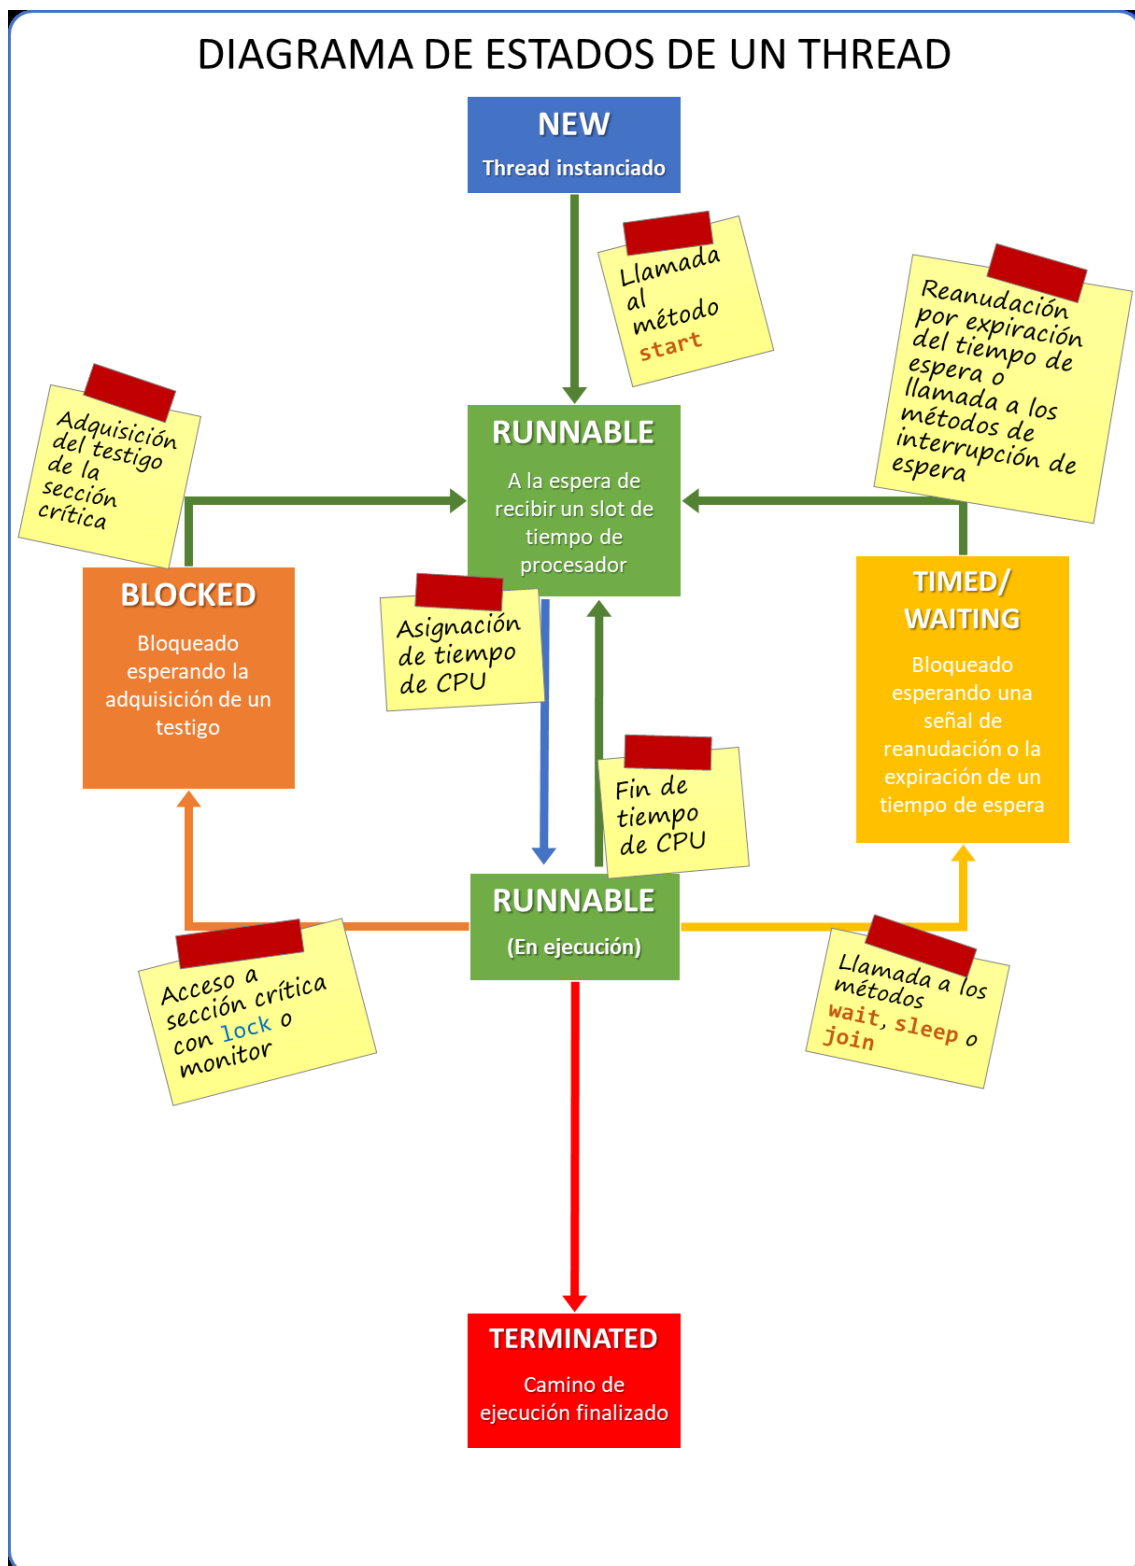 DIAGRAMA DE ESTADOS DE UN THREAD
NEW
Thread instanciado
Llamada
al
método
start
Reanudación
por expiración
del tiempo de
espera o
llamada a los
métodos de
interrupción de
espera
Adquisición
del testigo
de la
sección
crítica
RUNNABLE
A la espera de
recibir un slot de
tiempo de
procesador
BLOCKED
Bloqueado
esperando la
adquisición de un
testigo
Asignación
de tiempo
de CPU
TIMED/
WAITING
Bloqueado
esperando una
señal de
reanudación o la
expiración de un
tiempo de espera
Fin de
tiempo
de CPU
RUNNABLE
(En ejecución)
Acceso a
sección crítica
con lock o
monitor
Llamada a los
métodos
wait, sleep o
join
TERMINATED
Camino de
ejecución finalizado